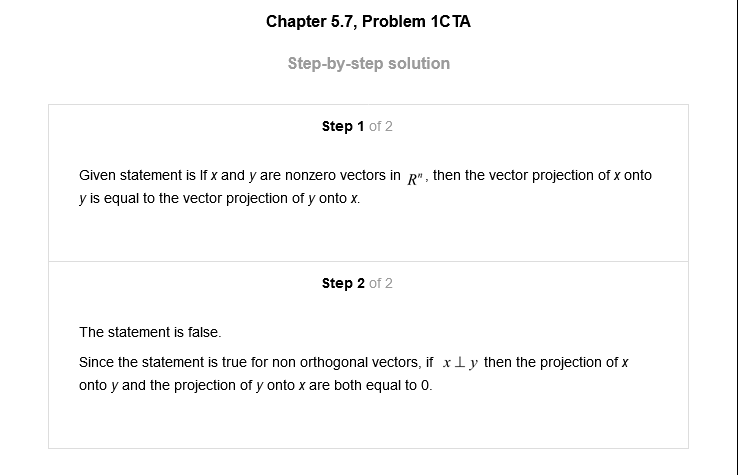 Chapter 5.7, Problem 1CTA
Step-by-step solution
Step 1 of 2
Given statement is If x and y are nonzero vectors in Rⁿ, then the vector projection of x onto
y is equal to the vector projection of y onto x.
Step 2 of 2
The statement is false.
Since the statement is true for non orthogonal vectors, if x ⊥ y then the projection of x
onto y and the projection of y onto x are both equal to 0.